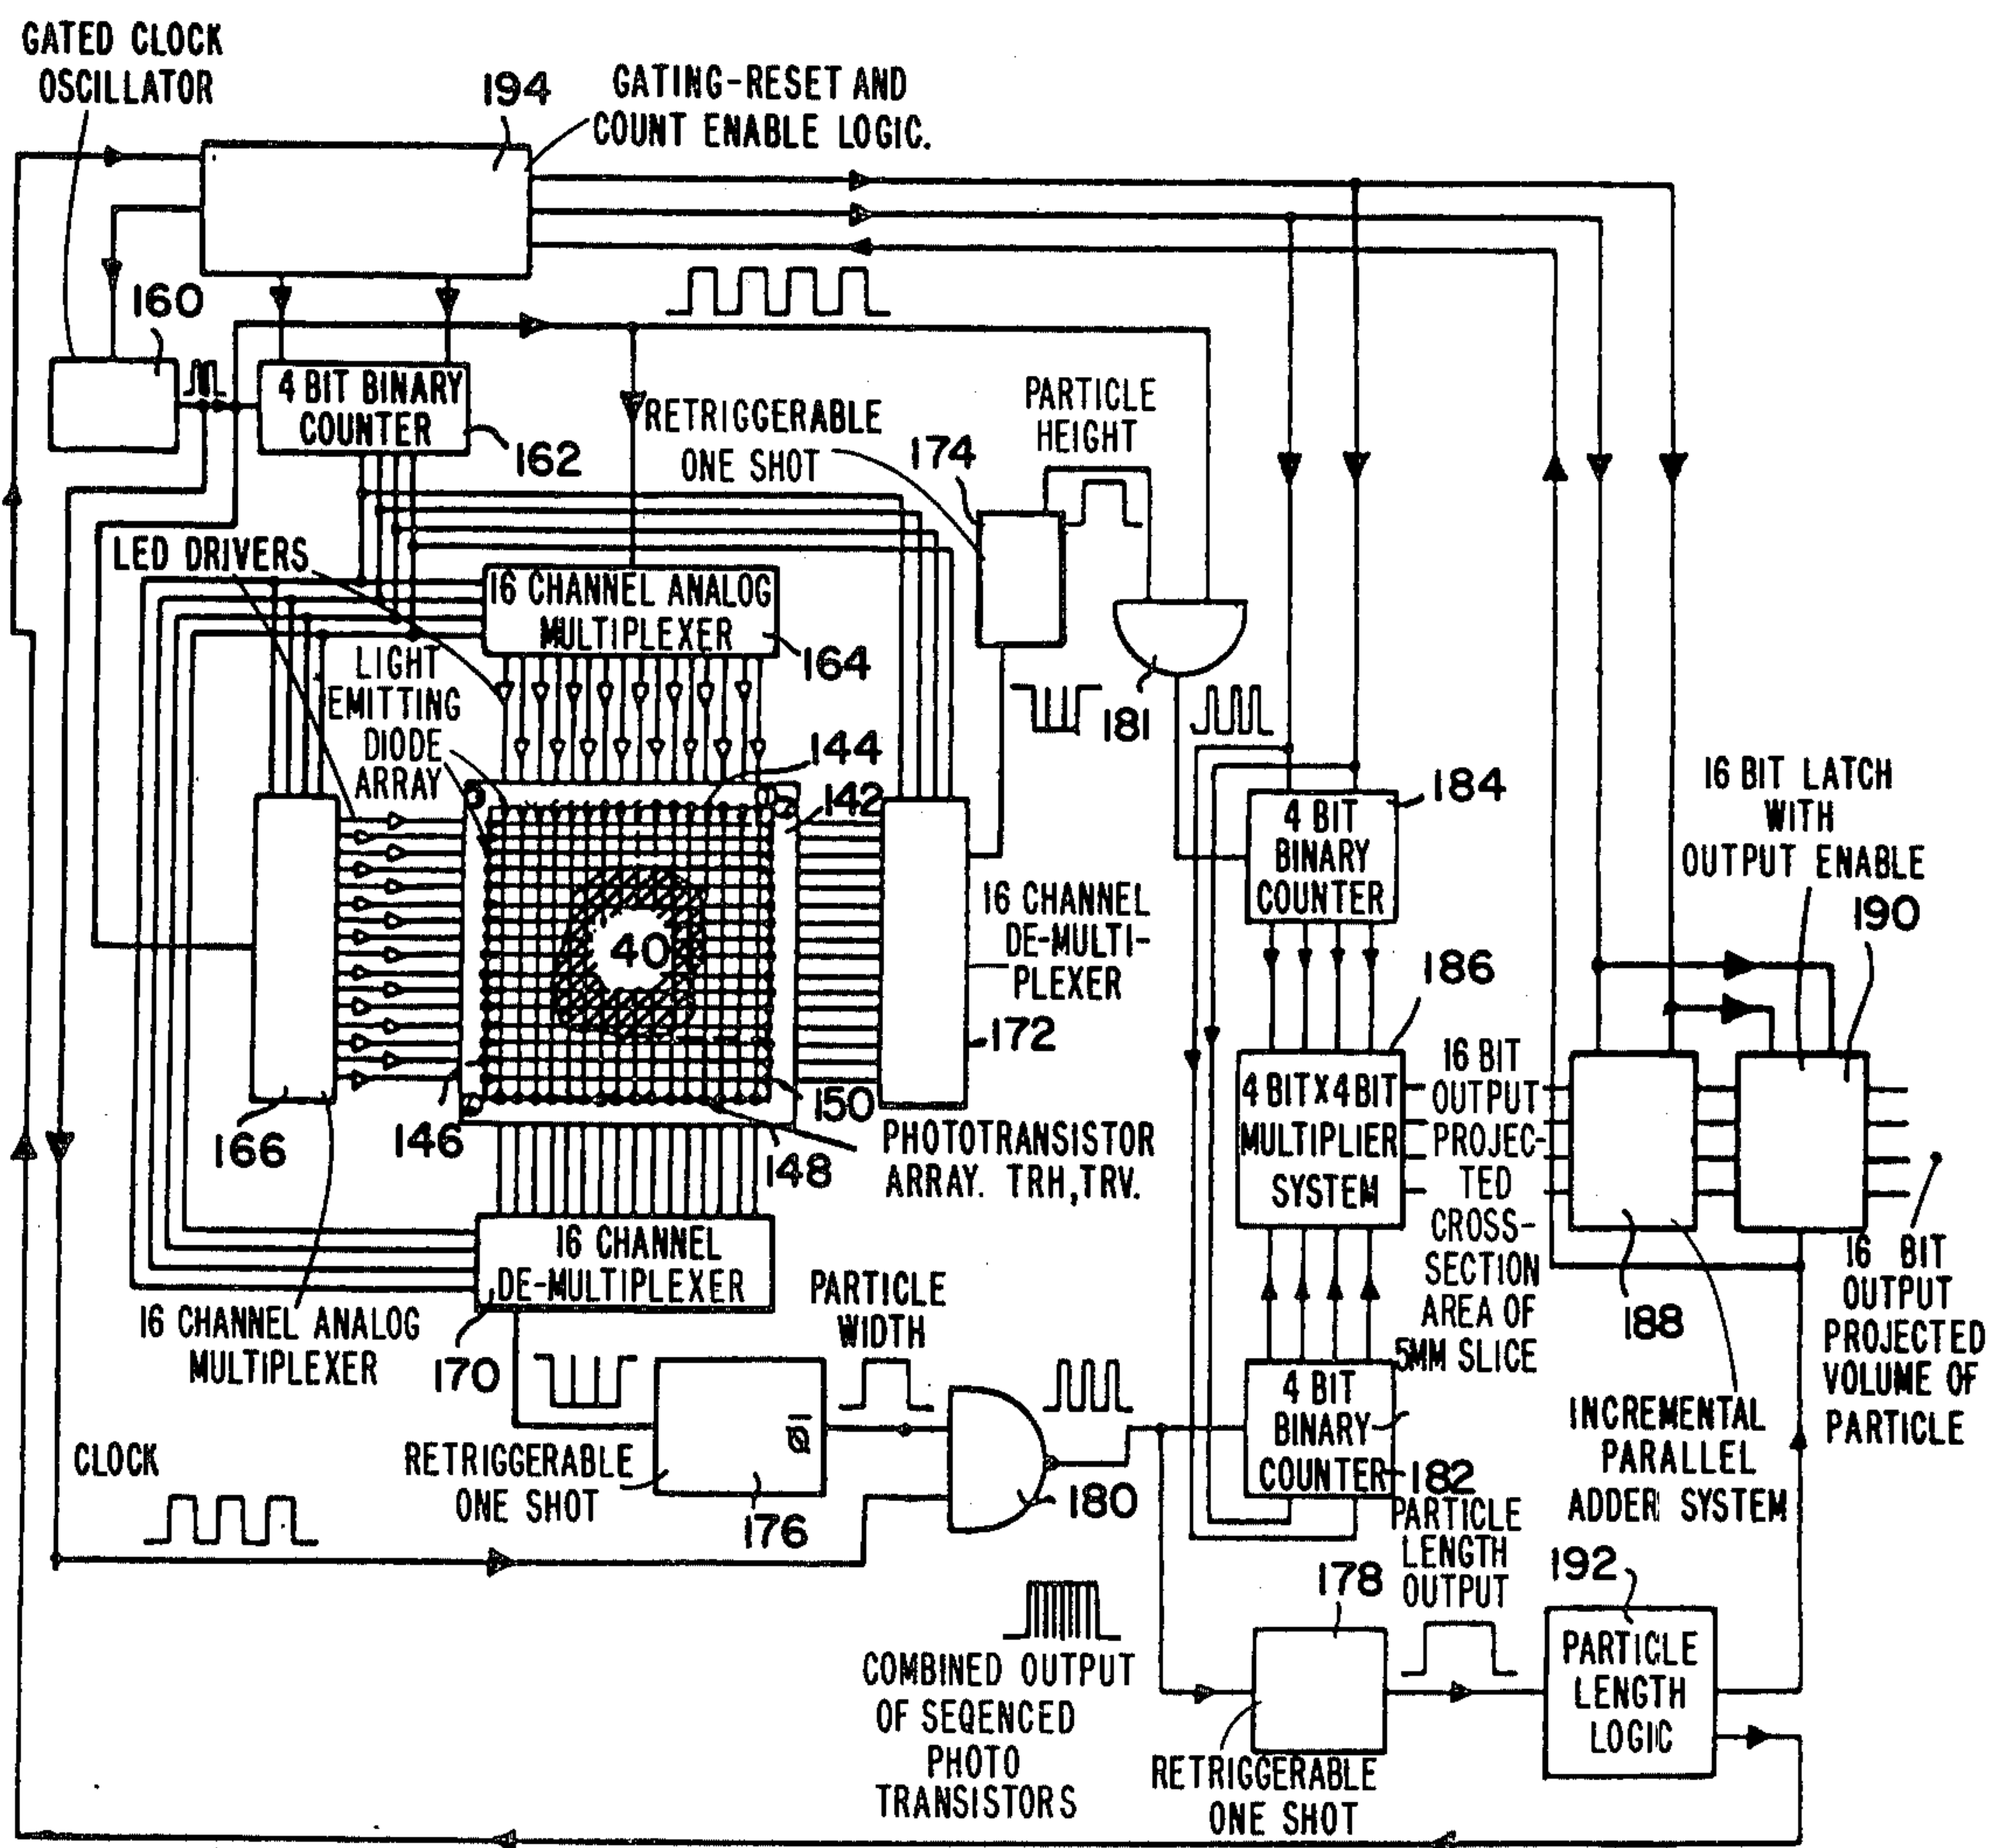 GATED CLOCK
OSCILLATOR
194
GATING-RESET AND
COUNT ENABLE LOGIC.
160
4 BIT BINARY
COUNTER
162
RETRIGGERABLE
ONE SHOT
174
PARTICLE
HEIGHT
LED DRIVERS
16 CHANNEL ANALOG
MULTIPLEXER
164
LIGHT
EMITTING
DIODE
ARRAY
181
144
142
184
4 BIT
BINARY
COUNTER
16 BIT LATCH
WITH
OUTPUT ENABLE
190
40
16 CHANNEL
DE-MULTI-
PLEXER
172
186
4 BIT X 4 BIT
MULTIPLIER
SYSTEM
16 BIT
OUTPUT
PROJEC-
TED
CROSS-
SECTION
AREA OF
5MM SLICE
166
146
150
148
PHOTOTRANSISTOR
ARRAY. TRH, TRV.
188
16 BIT
OUTPUT
PROJECTED
VOLUME OF
PARTICLE
16 CHANNEL
DE-MULTIPLEXER
170
16 CHANNEL ANALOG
MULTIPLEXER
PARTICLE
WIDTH
4 BIT
BINARY
COUNTER
182
INCREMENTAL
PARALLEL
ADDER SYSTEM
CLOCK
RETRIGGERABLE
ONE SHOT
Q̅
176
180
PARTICLE
LENGTH
OUTPUT
178
192
PARTICLE
LENGTH
LOGIC
COMBINED OUTPUT
OF SEQENCED
PHOTO
TRANSISTORS
RETRIGGERABLE
ONE SHOT